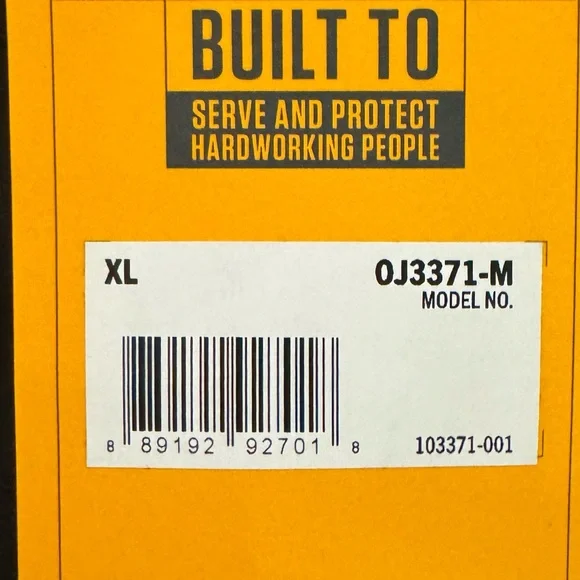 BUILT TO
SERVE AND PROTECT
HARDWORKING PEOPLE
XL
OJ3371-M
MODEL NO.
8 89192 92701 8
103371-001